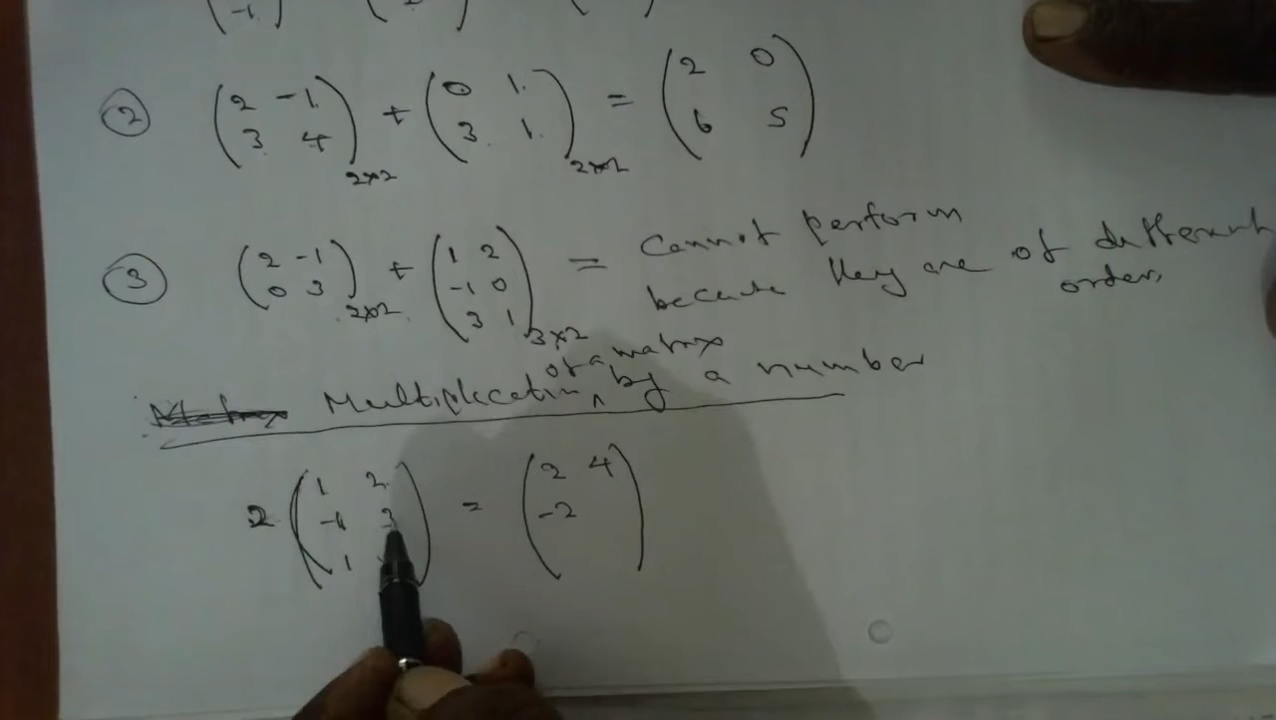 (-1)
② (2 -1 3 4)2×2 + (0 1. 3 1.)2×2 = (2 0 6 5)
③ (2 -1 0 3)2×2 + (1 2 -1 0 3 1)3×2 = Cannot perform
because they are of different
order.
Multiplication of a matrix by a number
2 (1 2 -1 3 1 = (2 4 -2